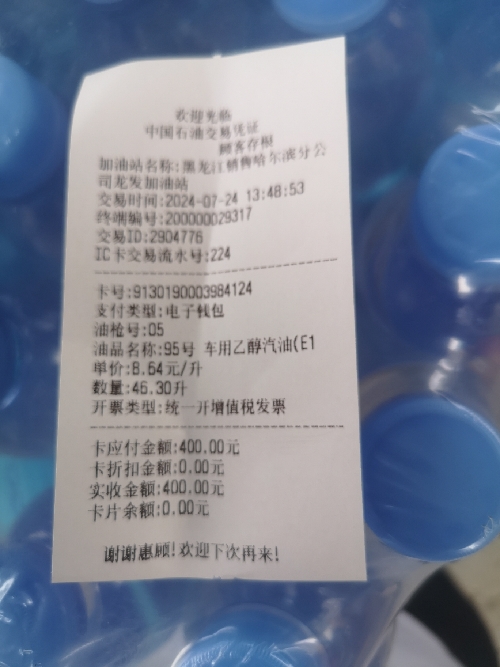 欢迎光临
中国石油交易凭证
顾客存根
加油站名称:黑龙江销售哈尔滨分公
司龙发加油站
交易时间:2024-07-24 13:48:53
终端编号:200000029317
交易ID:2904776
IC卡交易流水号:224
卡号:9130190003984124
支付类型:电子钱包
油枪号:05
油品名称:95号 车用乙醇汽油(E1
单价:8.64元/升
数量:46.30升
开票类型:统一开增值税发票
卡应付金额:400.00元
卡折扣金额:0.00元
实收金额:400.00元
卡片余额:0.00元
谢谢惠顾!欢迎下次再来!